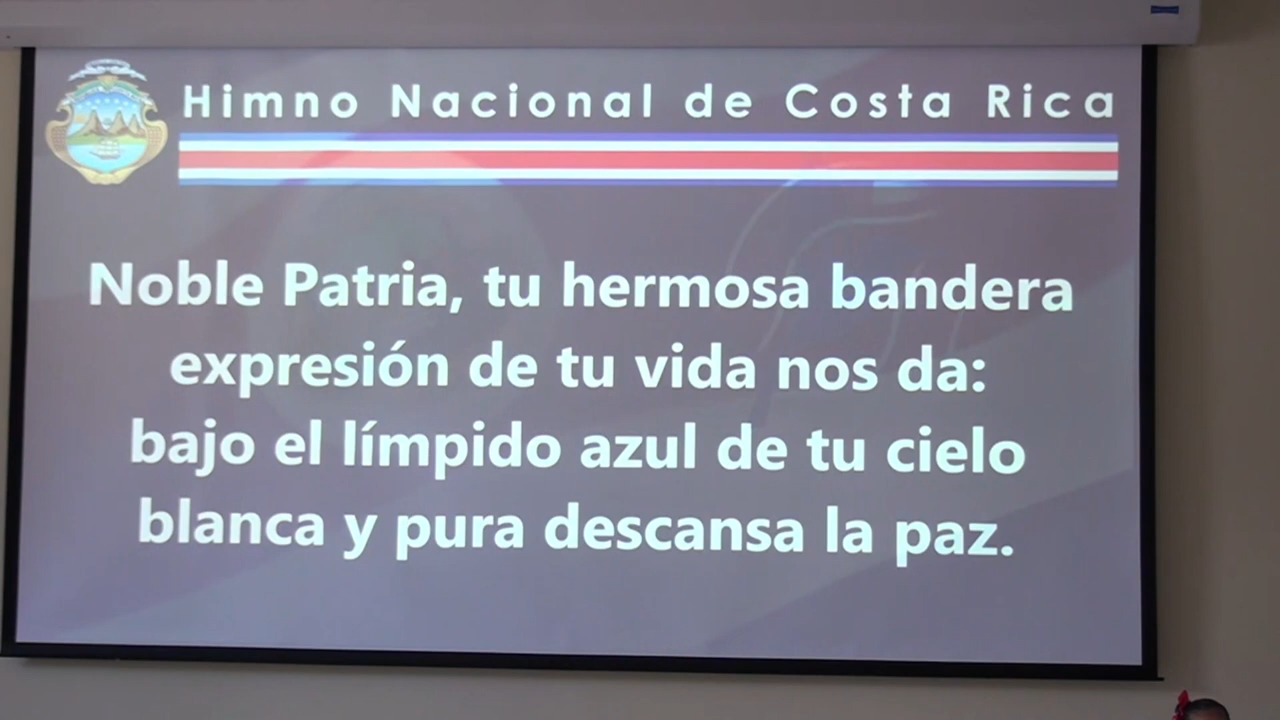 Himno Nacional de Costa Rica
Noble Patria, tu hermosa bandera
expresión de tu vida nos da:
bajo el límpido azul de tu cielo
blanca y pura descansa la paz.